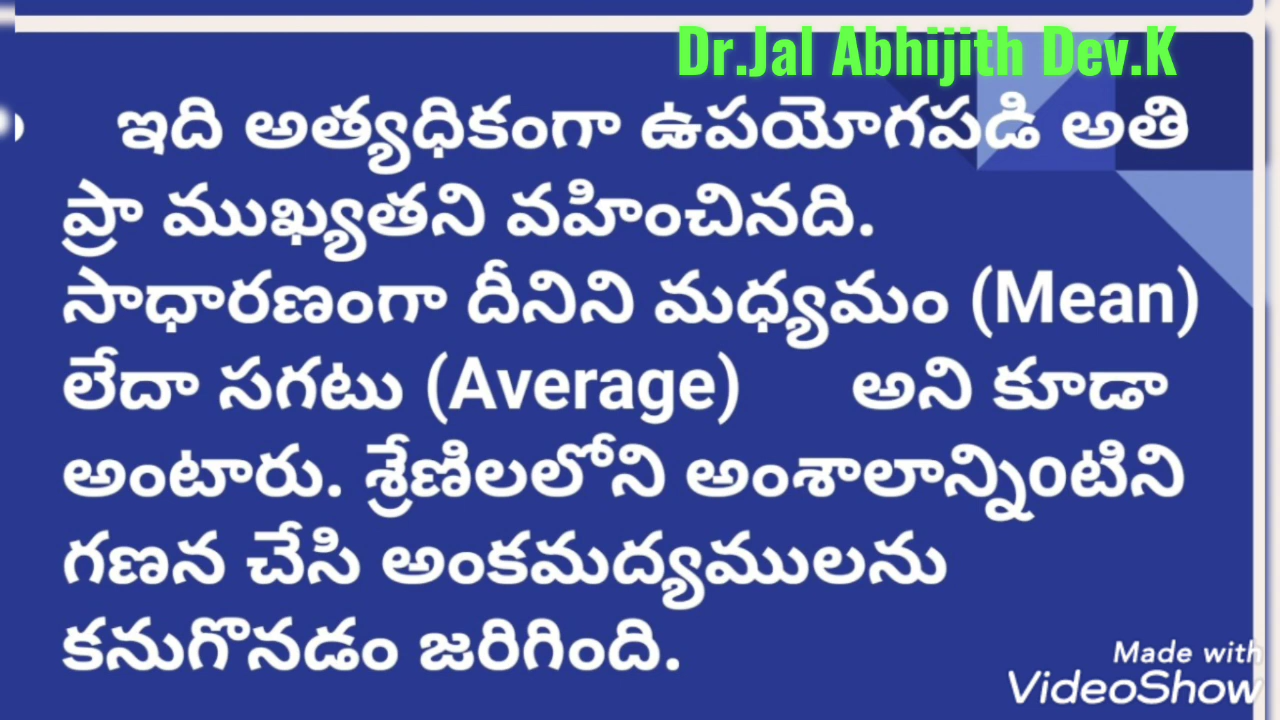 Dr.Jal Abhijith Dev.K
ఇది అత్యధికంగా ఉపయోగపడి అతి
ప్రా ముఖ్యతని వహించినది.
సాధారణంగా దీనిని మధ్యమం (Mean)
లేదా సగటు (Average) అని కూడా
అంటారు. శ్రేణిలలోని అంశాలాన్నిoటిని
గణన చేసి అంకమద్యములను
కనుగొనడం జరిగింది.
Made with
VideoShow